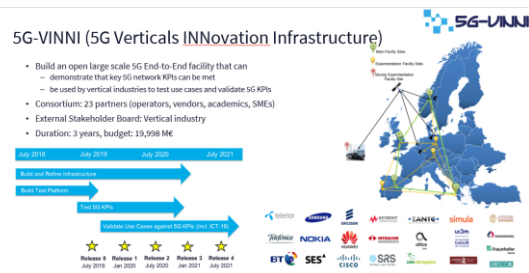 5G-VINNI
5G-VINNI (5G Verticals INNovation Infrastructure)
Main Facility Sites
Experimentation Facility Sites
Moving Experimentation
Facility Site
• Build an open large scale 5G End-to-End facility that can
– demonstrate that key 5G network KPIs can be met
– be used by vertical industries to test use cases and validate 5G KPIs
• Consortium: 23 partners (operators, vendors, academics, SMEs)
• External Stakeholder Board: Vertical industry
• Duration: 3 years, budget: 19,998 M€
July 2018 July 2019 July 2020 July 2021
Build and Refine Infrastructure
Build Test Platform
Test 5G-KPIs
Validate Use Cases against 5G-KPIs (incl. ICT-19)
Release 0 Release 1 Release 2 Release 3 Release 4
July 2019 Jan 2020 July 2020 Jan 2021 July 2021
telenor SAMSUNG ERICSSON KEYSIGHT EANTC simula
Telefónica NOKIA HUAWEI INTRACOM altice uc3m
BT SES CISCO SRS Fraunhofer